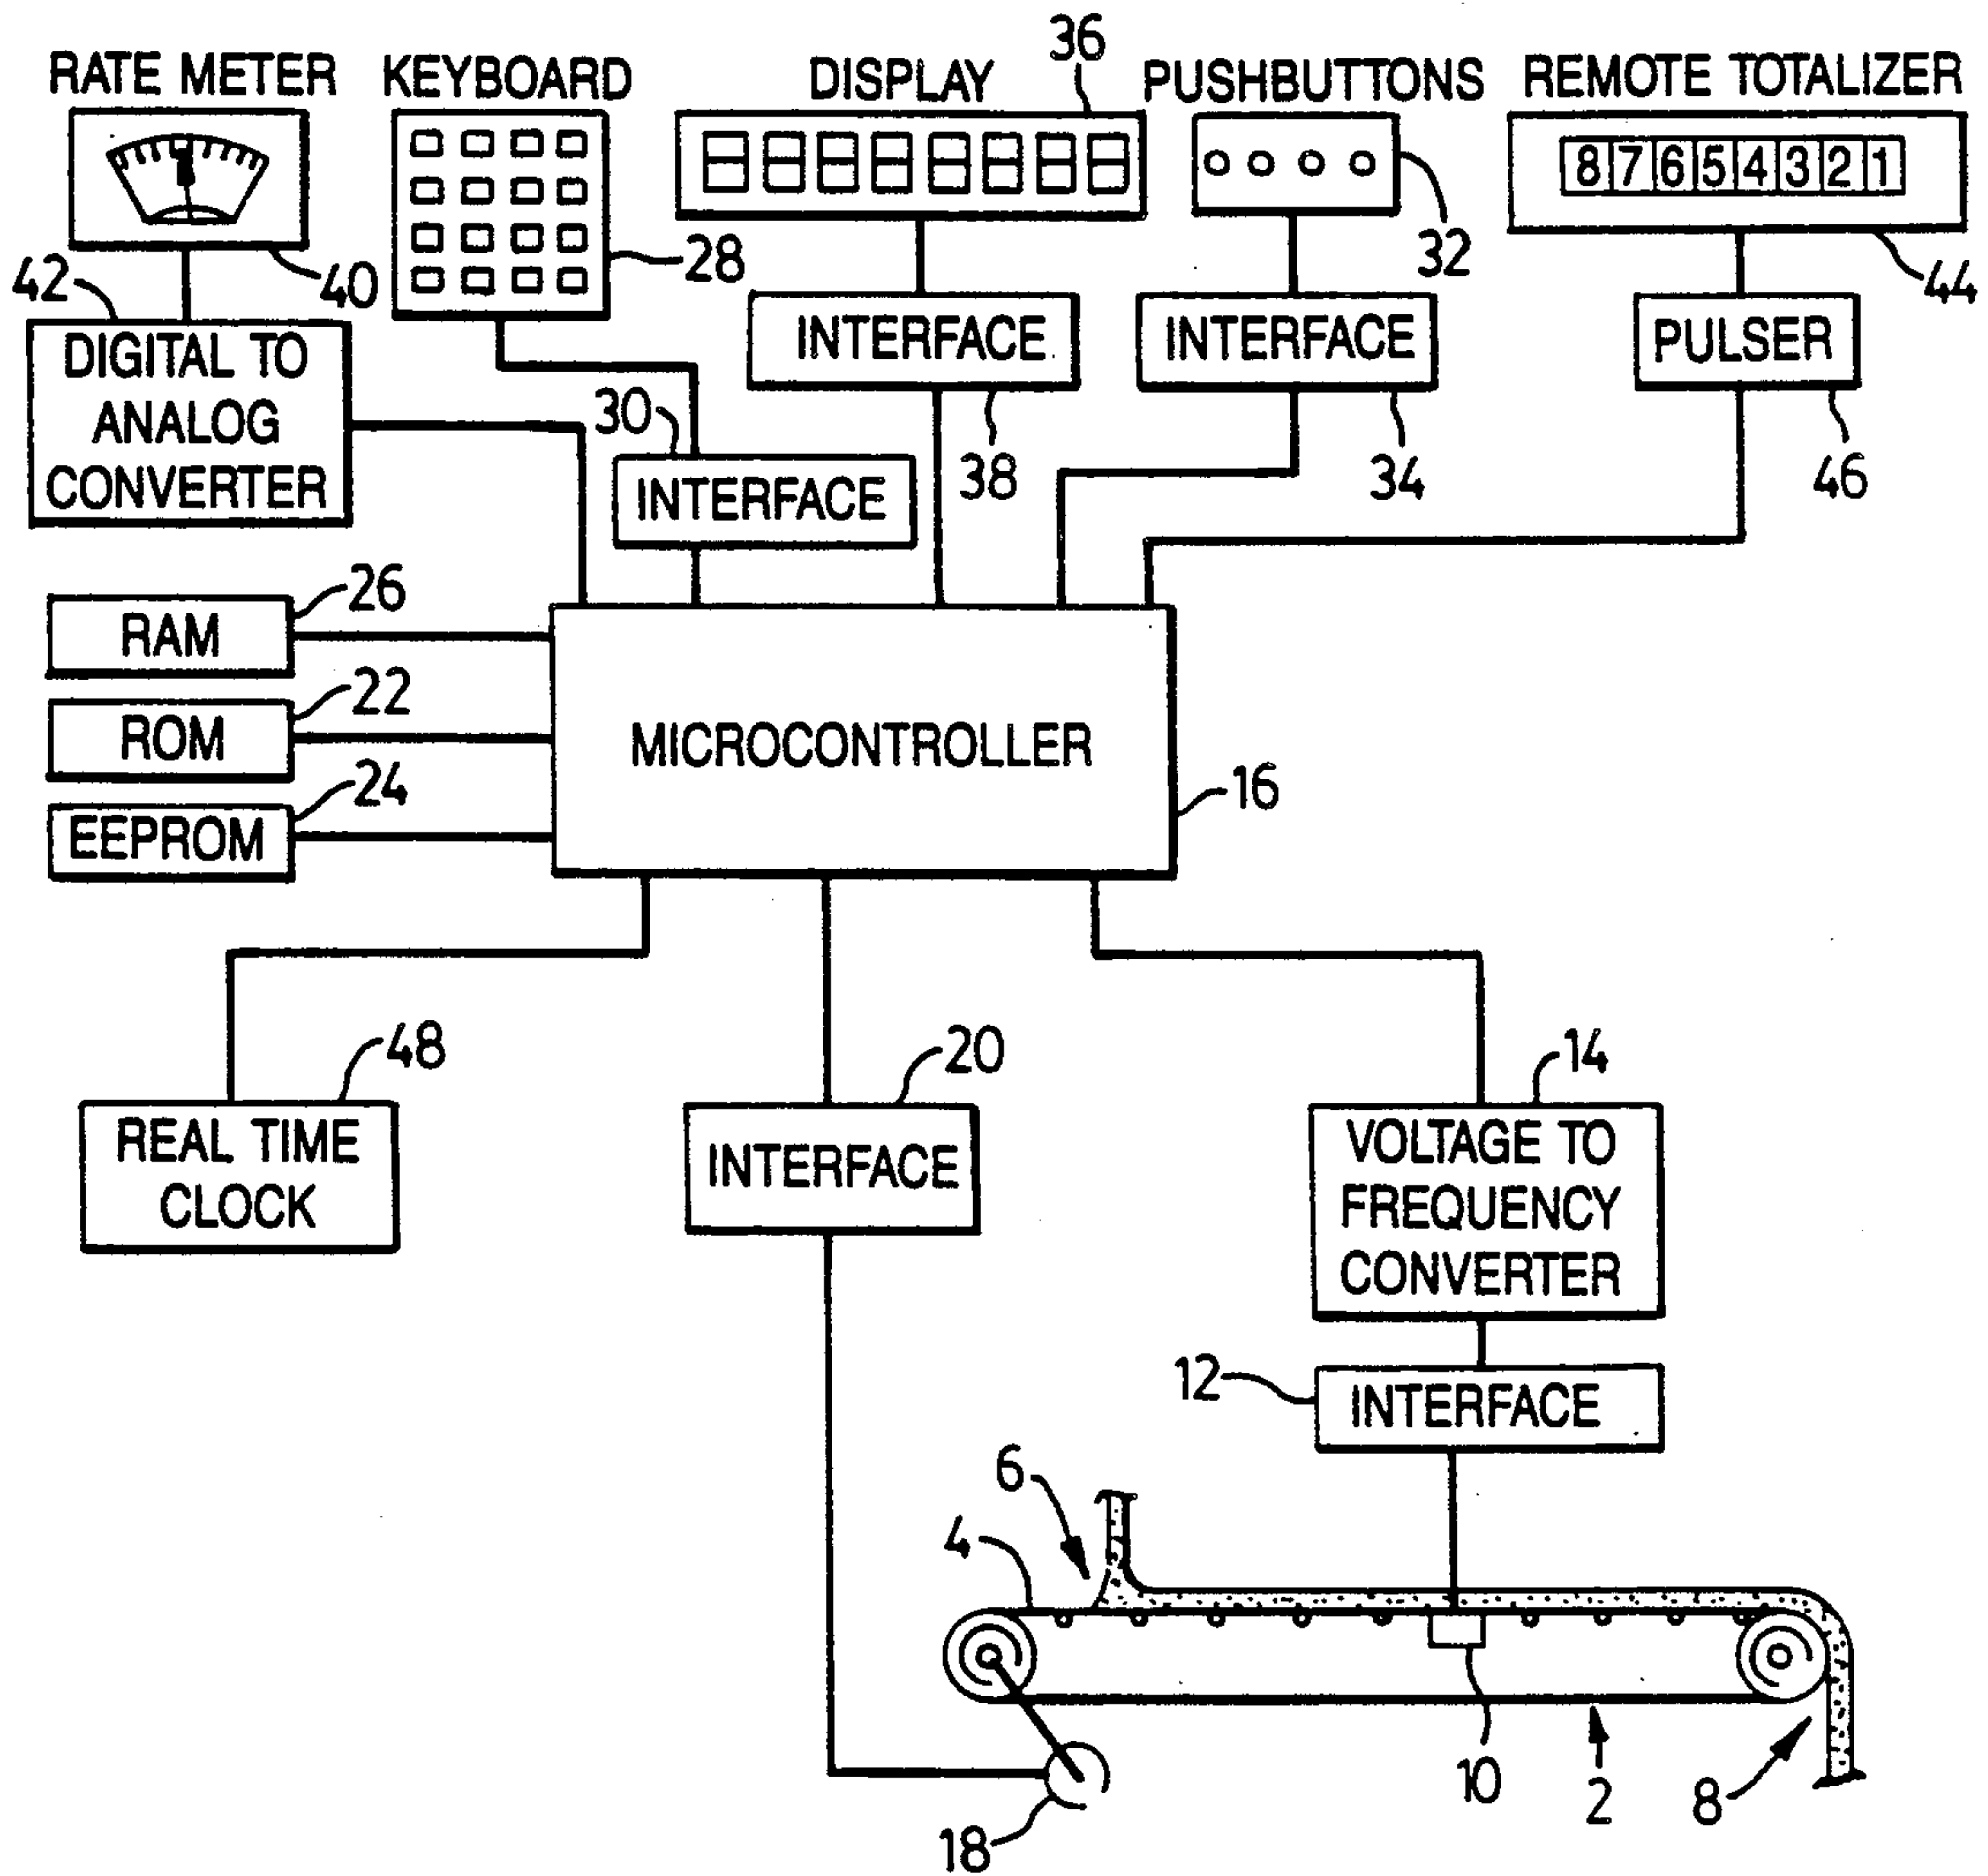 36
RATE METER
KEYBOARD
DISPLAY
PUSHBUTTONS
REMOTE TOTALIZER
8 7 6 5 4 3 2 1
32
28
42
40
44
DIGITAL TO
ANALOG
CONVERTER
INTERFACE
INTERFACE
PULSER
30
38
34
46
INTERFACE
26
RAM
22
ROM
24
EEPROM
MICROCONTROLLER
16
48
REAL TIME
CLOCK
20
INTERFACE
14
VOLTAGE TO
FREQUENCY
CONVERTER
12
INTERFACE
6
4
10
2
8
18